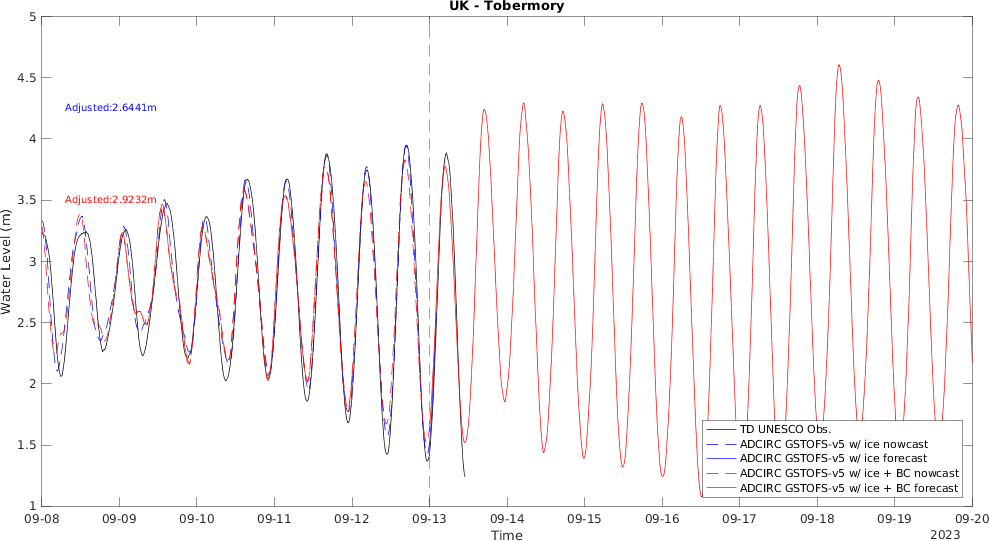 UK - Tobermory
5
4.5
4
3.5
3
2.5
2
1.5
1
Water Level (m)
Adjusted:2.6441m
Adjusted:2.9232m
TD UNESCO Obs.
ADCIRC GSTOFS-v5 w/ ice nowcast
ADCIRC GSTOFS-v5 w/ ice forecast
ADCIRC GSTOFS-v5 w/ ice + BC nowcast
ADCIRC GSTOFS-v5 w/ ice + BC forecast
09-08 09-09 09-10 09-11 09-12 09-13 09-14 09-15 09-16 09-17 09-18 09-19 09-20
Time
2023